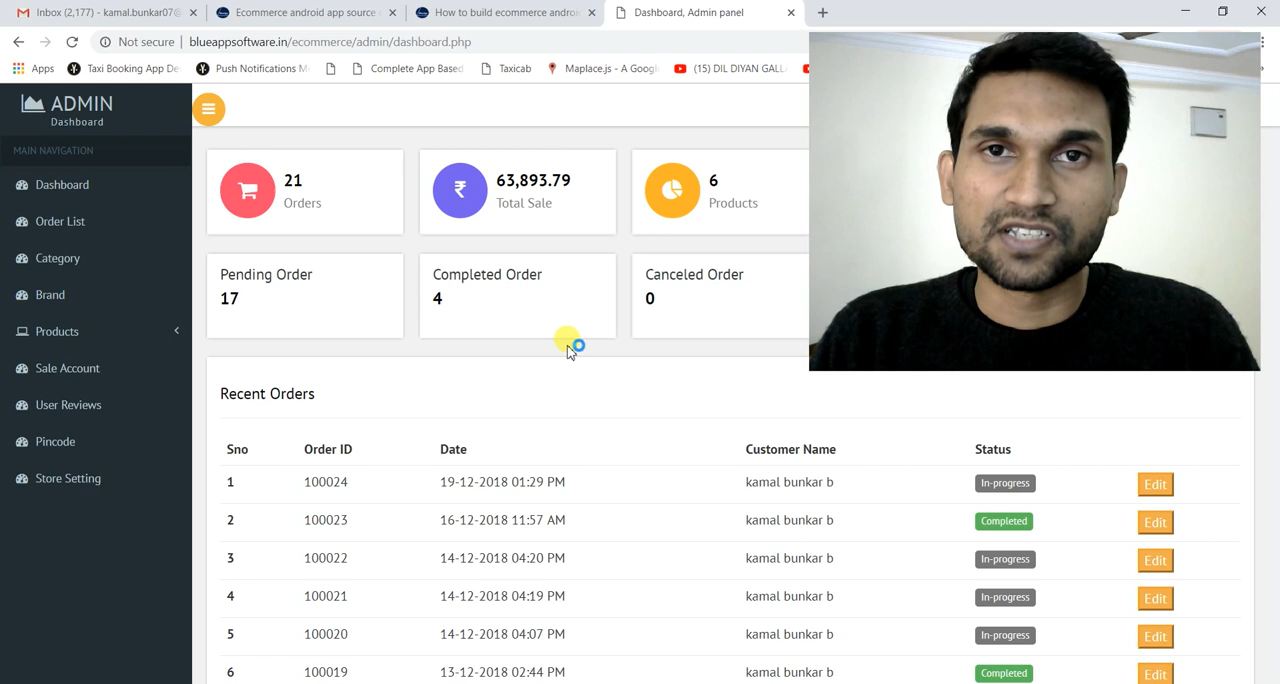 Inbox (2,177) - kamal.bunkar07@
Ecommerce android app source
How to build ecommerce androi
Dashboard, Admin panel
Not secure
blueappsoftware.in/ecommerce/admin/dashboard.php
Apps
Taxi Booking App De
Push Notifications M
Complete App Based
Taxicab
Maplace.js - A Googl
(15) DIL DIYAN GALL
ADMIN
Dashboard
MAIN NAVIGATION
Dashboard
Order List
Category
Brand
Products
Sale Account
User Reviews
Pincode
Store Setting
21
Orders
₹
63,893.79
Total Sale
6
Products
Pending Order
17
Completed Order
4
Canceled Order
0
Recent Orders
Sno Order ID Date Customer Name Status
1 100024 19-12-2018 01:29 PM kamal bunkar b In-progress Edit
2 100023 16-12-2018 11:57 AM kamal bunkar b Completed Edit
3 100022 14-12-2018 04:20 PM kamal bunkar b In-progress Edit
4 100021 14-12-2018 04:19 PM kamal bunkar b In-progress Edit
5 100020 14-12-2018 04:07 PM kamal bunkar b In-progress Edit
6 100019 13-12-2018 02:44 PM kamal bunkar b Completed Edit